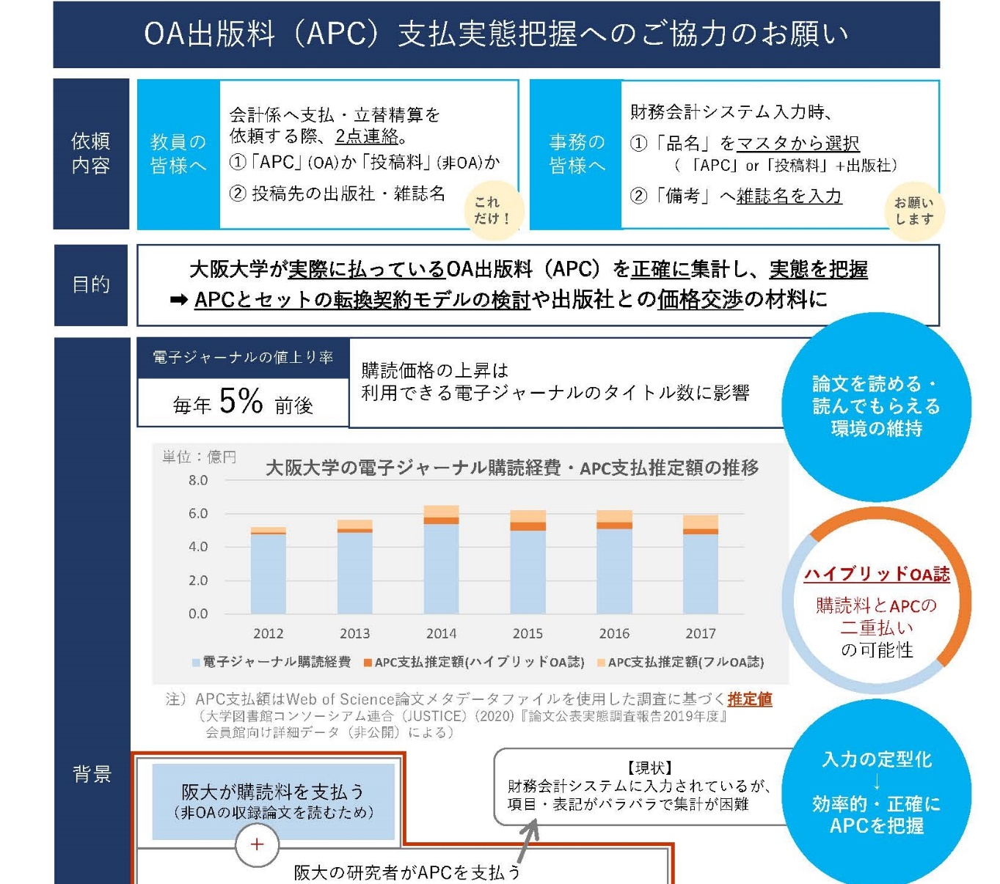 OA出版料（APC）支払実態把握へのご協力のお願い
依頼
内容
教員の
皆様へ
会計係へ支払・立替精算を
依頼する際、2点連絡。
①「APC」(OA)か「投稿料」(非OA)か
② 投稿先の出版社・雑誌名
これ
だけ！
事務の
皆様へ
財務会計システム入力時、
①「品名」をマスタから選択
（「APC」or「投稿料」+出版社）
②「備考」へ雑誌名を入力
お願い
します
目的
大阪大学が実際に払っているOA出版料（APC）を正確に集計し、実態を把握
➡ APCとセットの転換契約モデルの検討や出版社との価格交渉の材料に
背景
電子ジャーナルの値上り率
毎年 5% 前後
購読価格の上昇は
利用できる電子ジャーナルのタイトル数に影響
論文を読める・
読んでもらえる
環境の維持
単位：億円
大阪大学の電子ジャーナル購読経費・APC支払推定額の推移
8.0
6.0
4.0
2.0
0.0
2012 2013 2014 2015 2016 2017
電子ジャーナル購読経費 APC支払推定額(ハイブリッドOA誌) APC支払推定額(フルOA誌)
ハイブリッドOA誌
購読料とAPCの
二重払い
の可能性
注）APC支払額はWeb of Science論文メタデータファイルを使用した調査に基づく推定値
（大学図書館コンソーシアム連合（JUSTICE）(2020)『論文公表実態調査報告2019年度』
会員館向け詳細データ（非公開）による）
阪大が購読料を支払う
（非OAの収録論文を読むため）
+
阪大の研究者がAPCを支払う
【現状】
財務会計システムに入力されているが、
項目・表記がバラバラで集計が困難
入力の定型化
↓
効率的・正確に
APCを把握